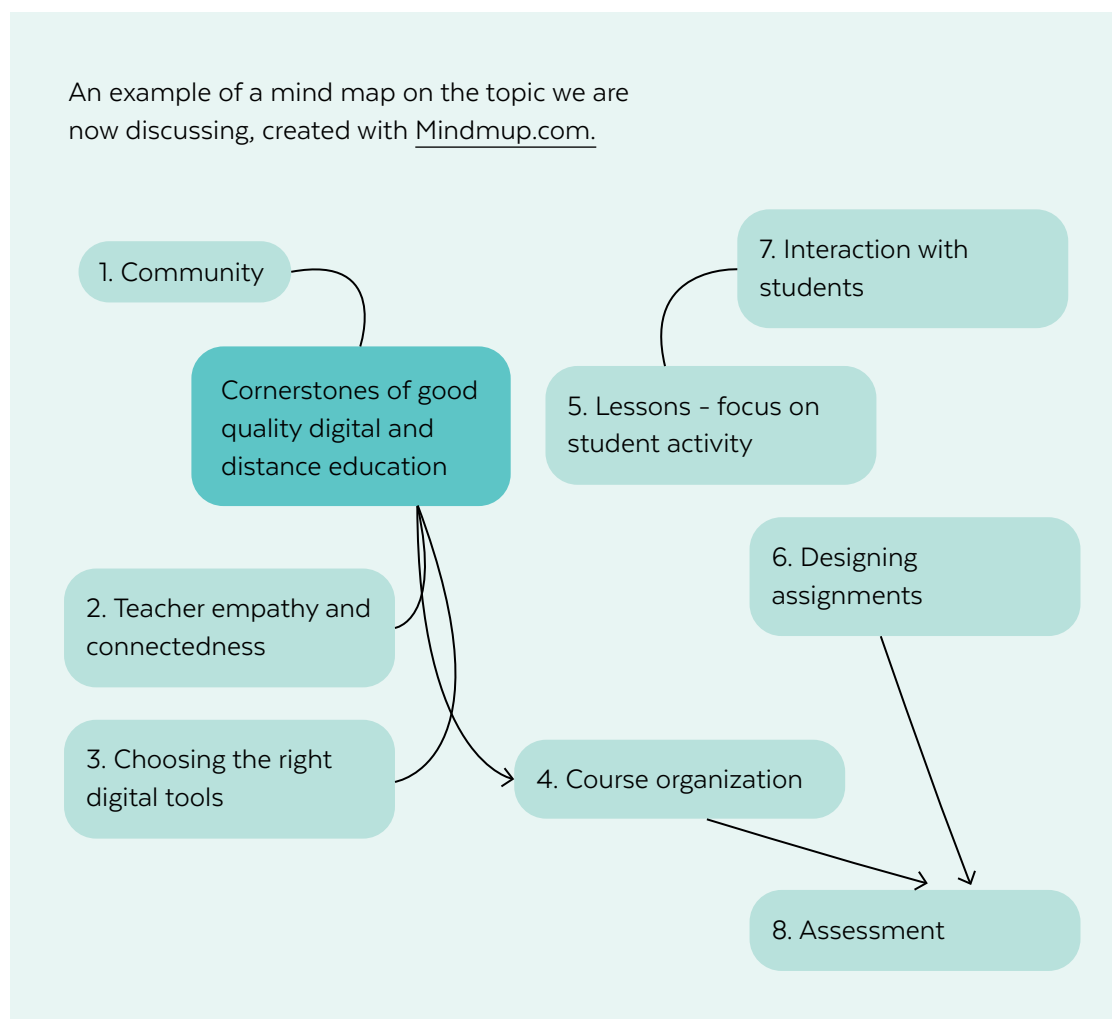 An example of a mind map on the topic we are
now discussing, created with Mindmup.com.
1. Community
Cornerstones of good
quality digital and
distance education
2. Teacher empathy and
connectedness
3. Choosing the right
digital tools
4. Course organization
5. Lessons - focus on
student activity
6. Designing
assignments
7. Interaction with
students
8. Assessment